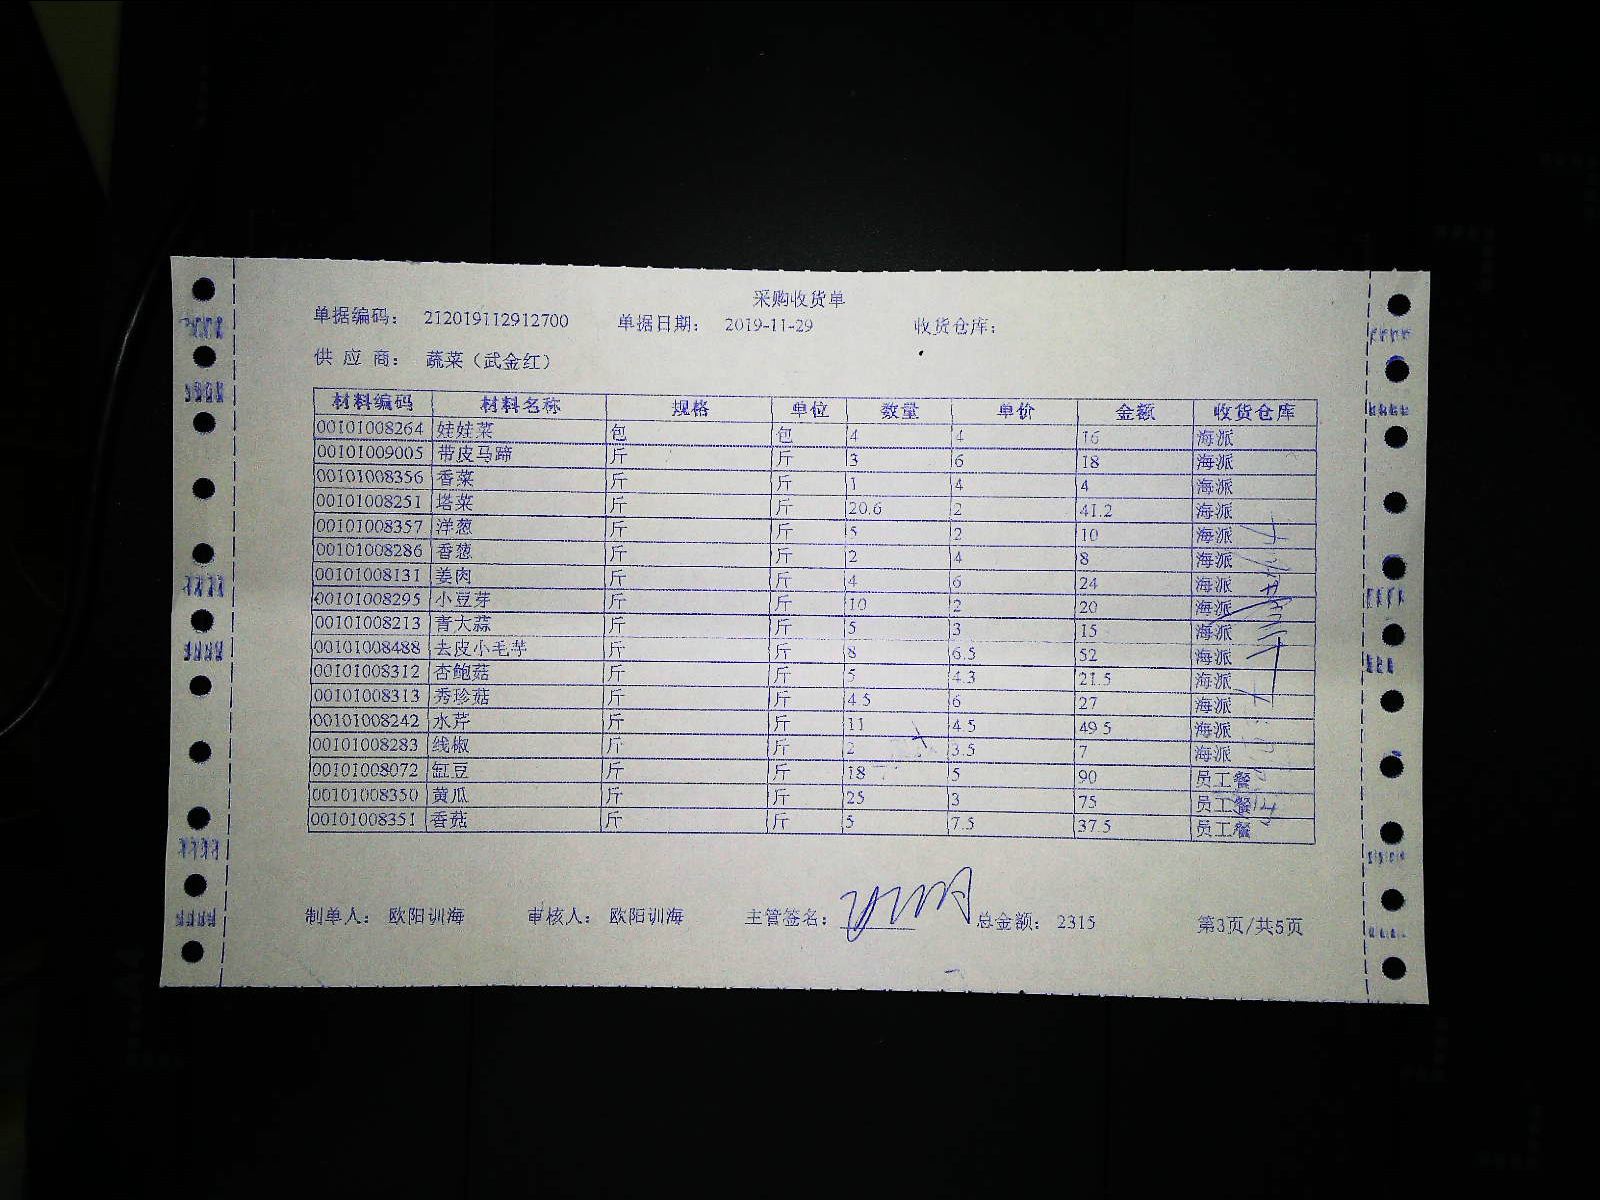 采购收货单
单据编码： 212019112912700 单据日期： 2019-11-29 收货仓库：
供 应 商： 蔬菜（武金红）
材料编码 材料名称 规格 单位 数量 单价 金额 收货仓库
00101008264 娃娃菜 包 包 4 4 16 海派
00101009005 带皮马蹄 斤 斤 3 6 18 海派
00101008356 香菜 斤 斤 1 4 4 海派
00101008251 塔菜 斤 斤 20.6 2 41.2 海派
00101008357 洋葱 斤 斤 5 2 10 海派
00101008286 香葱 斤 斤 2 4 8 海派
00101008131 姜肉 斤 斤 4 6 24 海派
00101008295 小豆芽 斤 斤 10 2 20 海派
00101008213 青大蒜 斤 斤 5 3 15 海派
00101008488 去皮小毛芋 斤 斤 8 6.5 52 海派
00101008312 杏鲍菇 斤 斤 5 4.3 21.5 海派
00101008313 秀珍菇 斤 斤 4.5 6 27 海派
00101008242 水芹 斤 斤 11 4.5 49.5 海派
00101008283 线椒 斤 斤 2 3.5 7 海派
00101008072 缸豆 斤 斤 18 5 90 员工餐
00101008350 黄瓜 斤 斤 25 3 75 员工餐
00101008351 香菇 斤 斤 5 7.5 37.5 员工餐
制单人： 欧阳训海 审核人： 欧阳训海 主管签名： 总金额： 2315 第3页/共5页